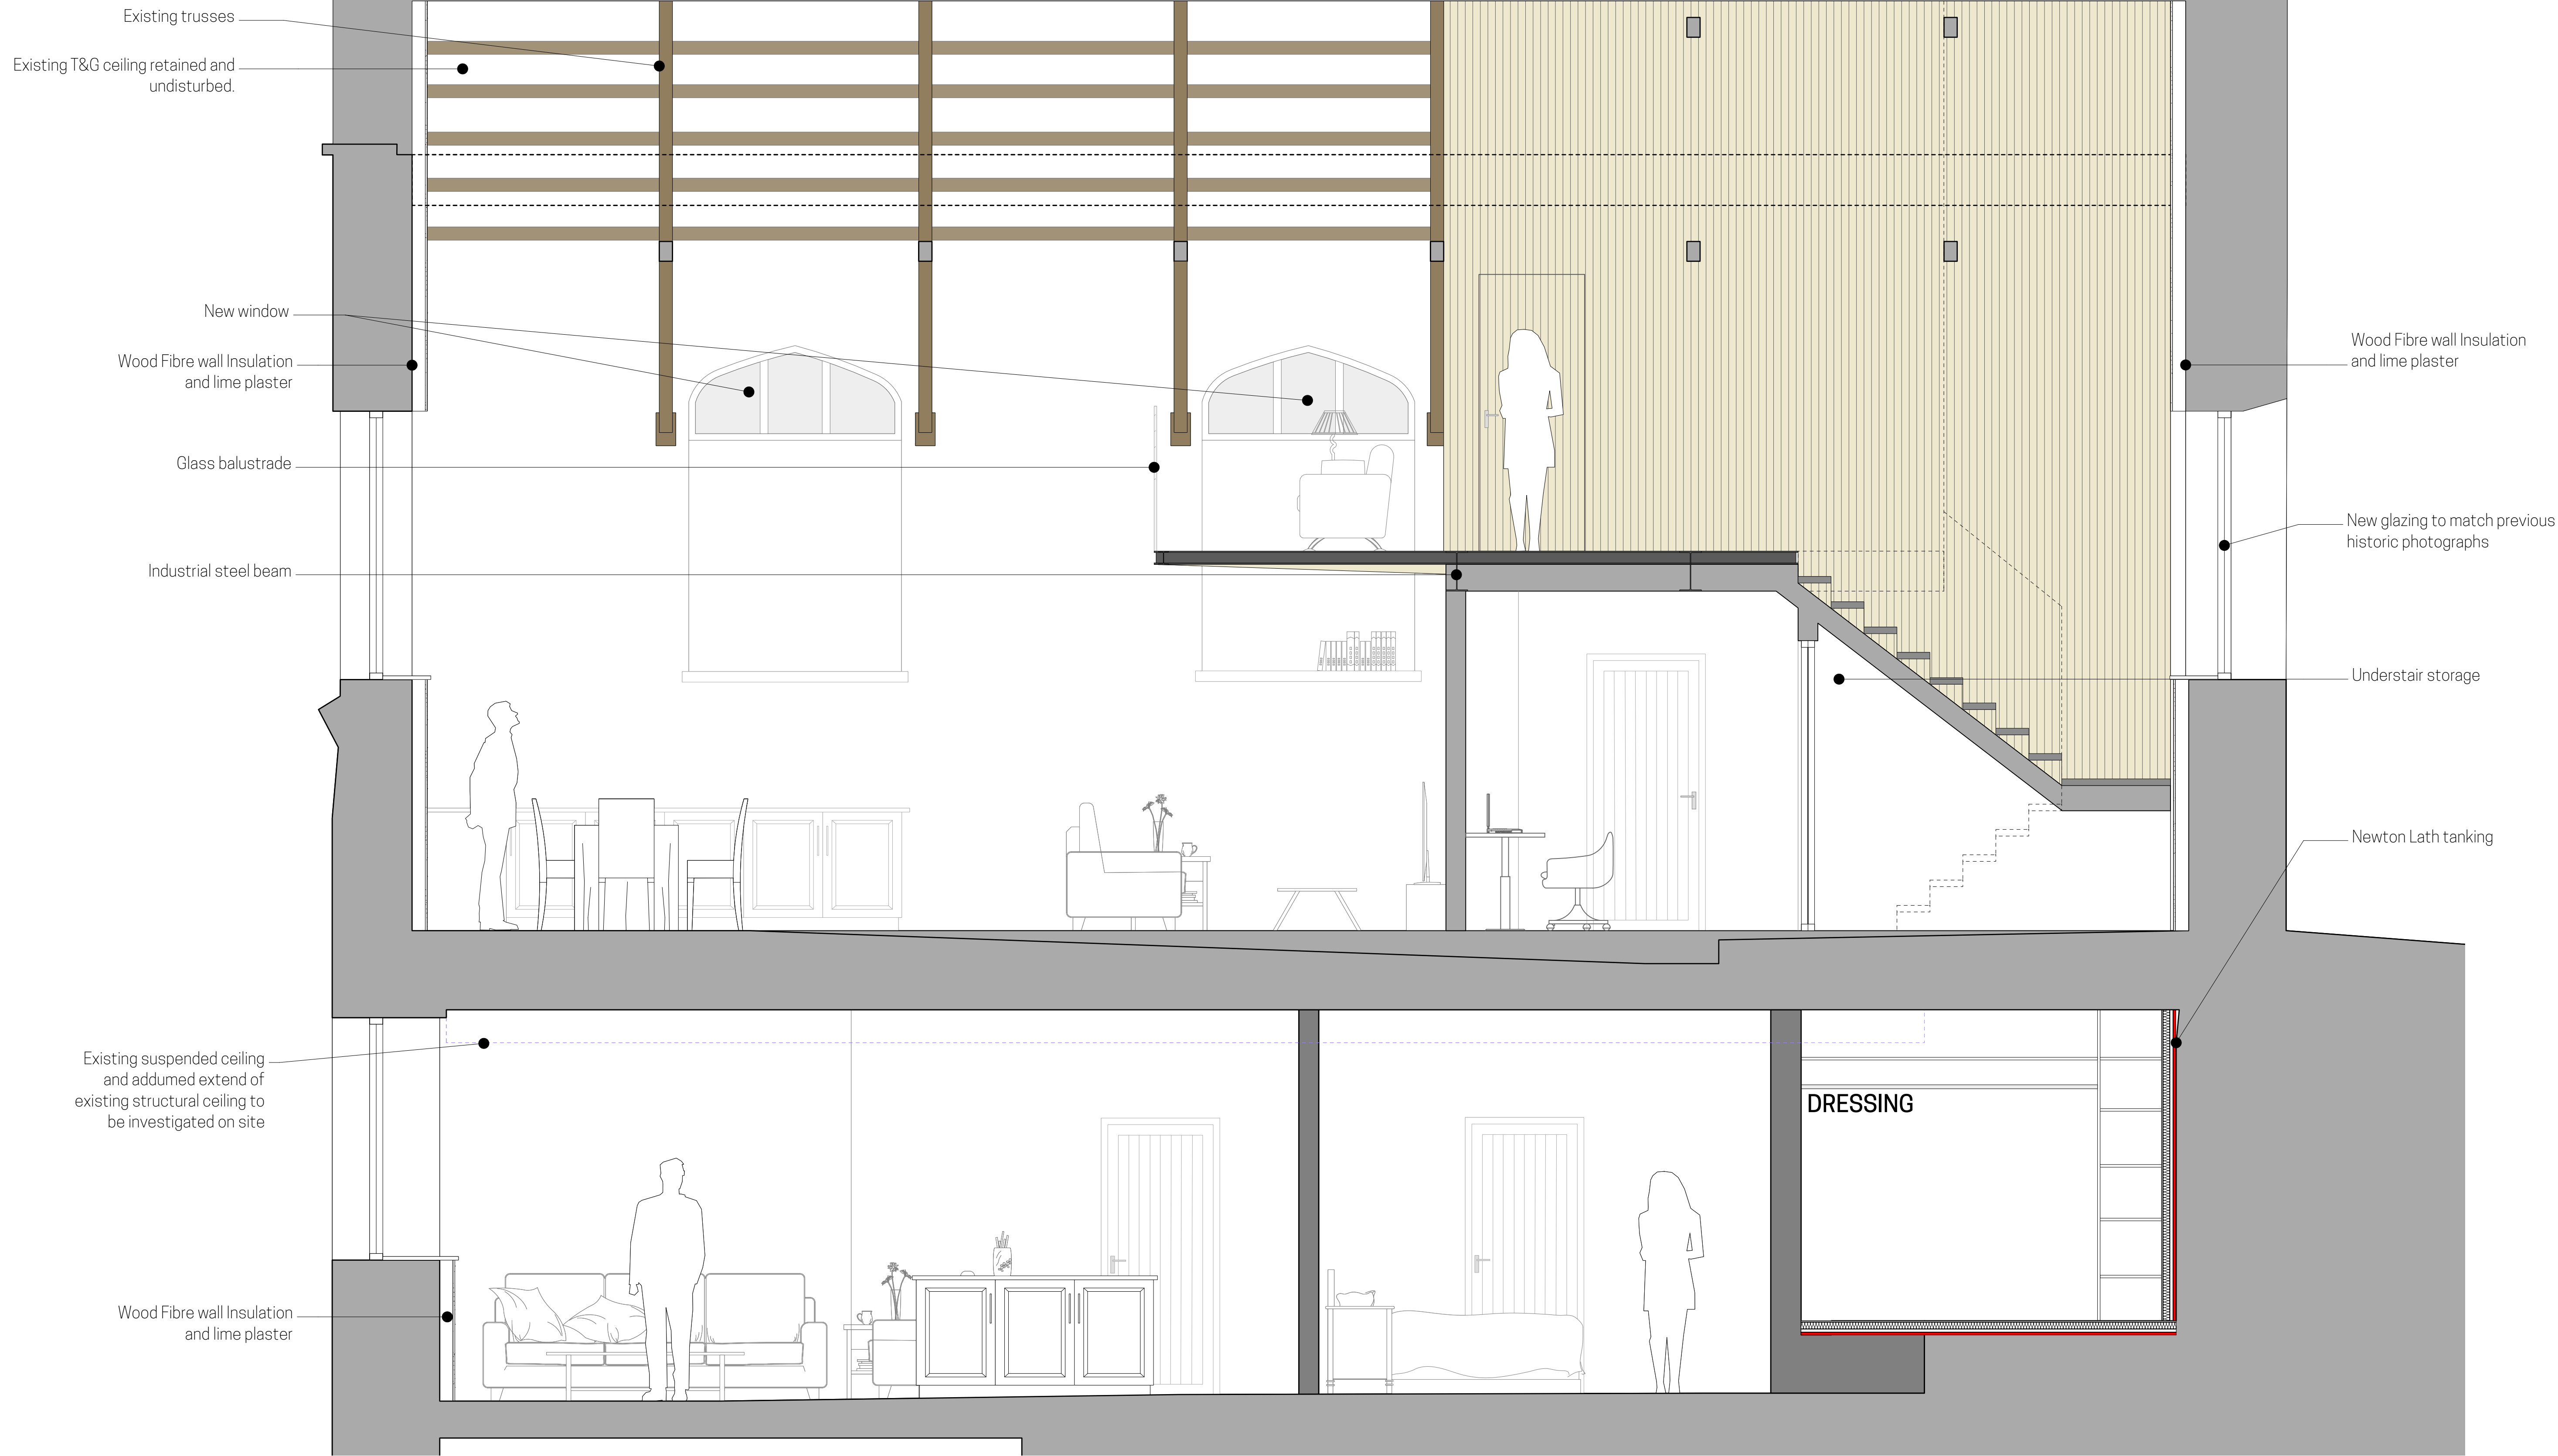 Existing trusses
Existing T&G ceiling retained and
undisturbed.
New window
Wood Fibre wall Insulation
and lime plaster
Glass balustrade
Industrial steel beam
Wood Fibre wall Insulation
and lime plaster
New glazing to match previous
historic photographs
Understair storage
Newton Lath tanking
Existing suspended ceiling
and addumed extend of
existing structural ceiling to
be investigated on site
DRESSING
Wood Fibre wall Insulation
and lime plaster